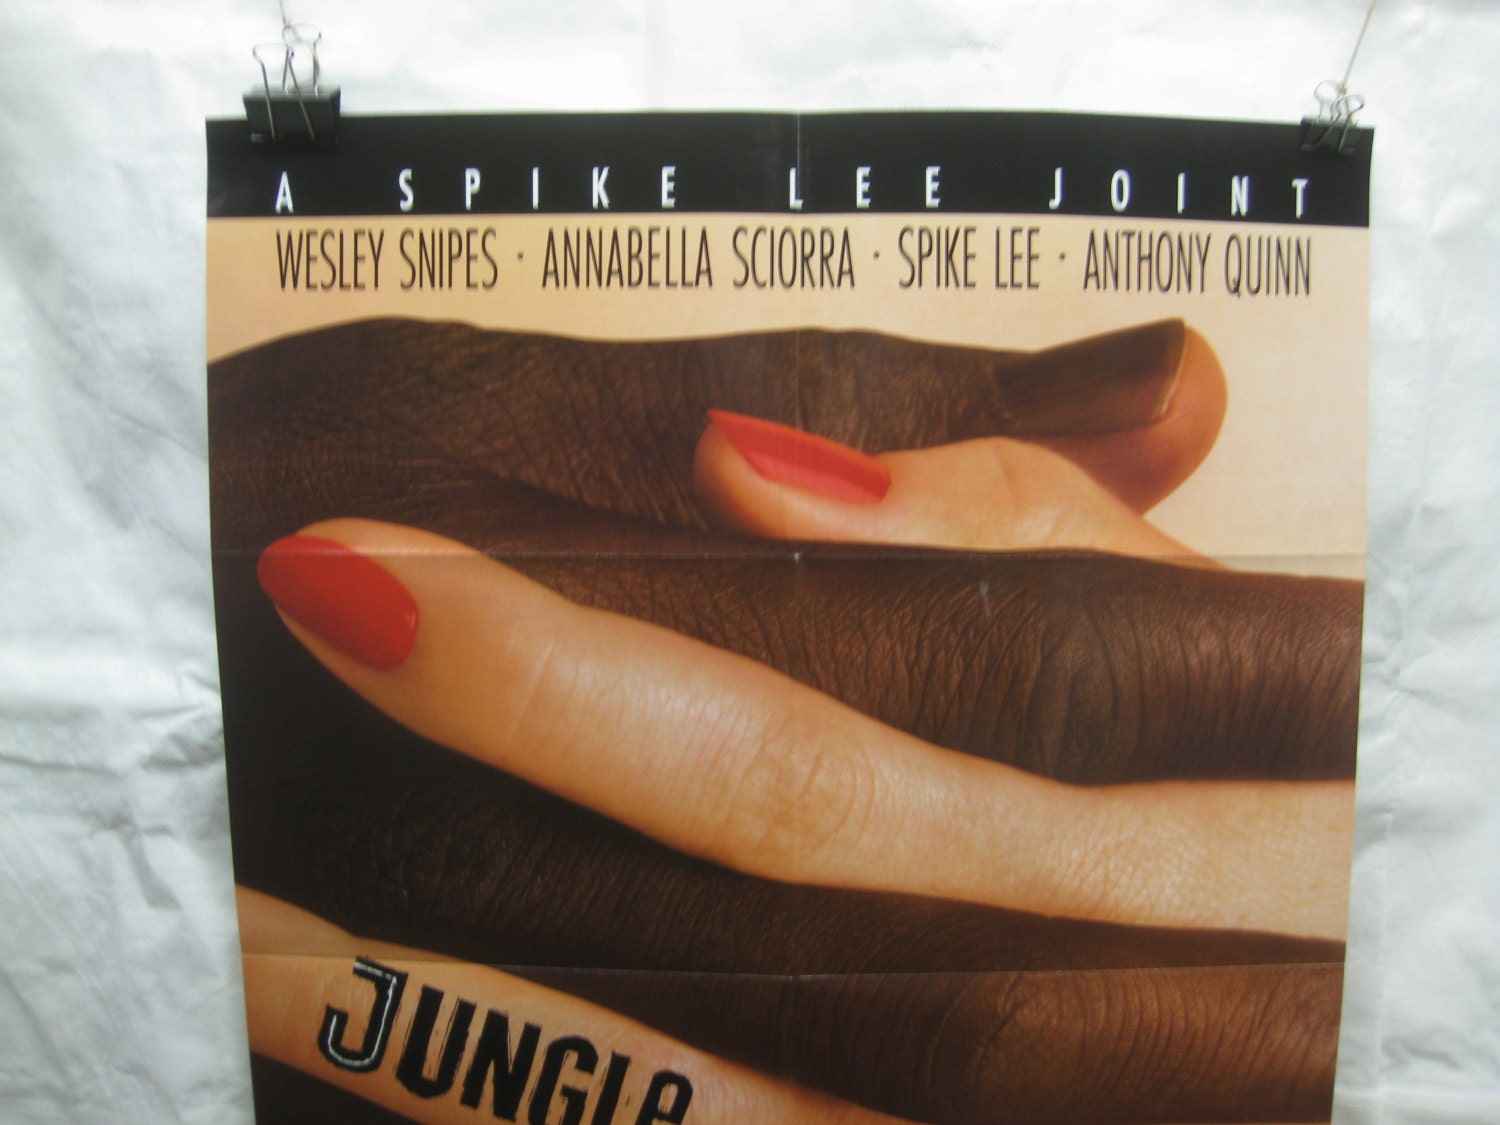 A SPIKE LEE JOINT
WESLEY SNIPES · ANNABELLA SCIORRA · SPIKE LEE · ANTHONY QUINN
JUNGLe